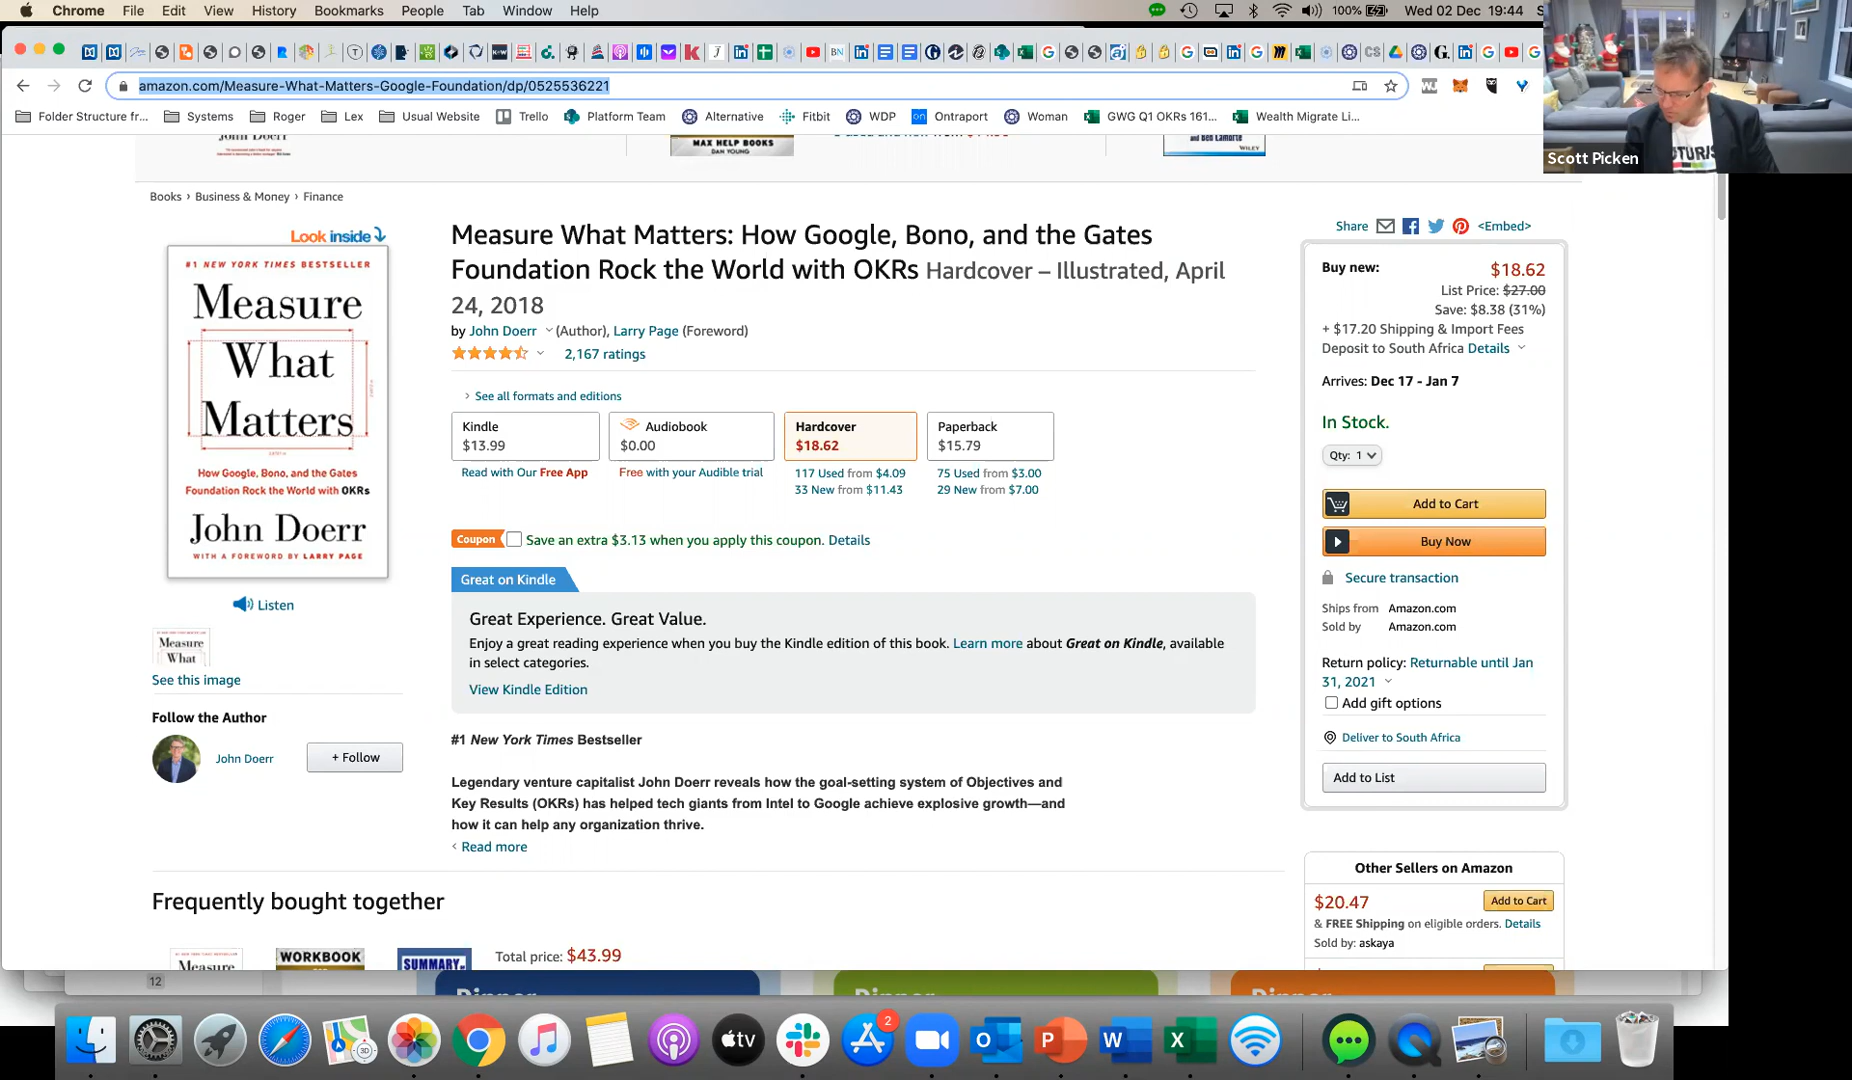 Chrome File Edit View History Bookmarks People Tab Window Help
100% Wed 02 Dec 19:44
amazon.com/Measure-What-Matters-Google-Foundation/dp/0525536221
Folder Structure fr... Systems Roger Lex Usual Website Trello Platform Team Alternative Fitbit WDP Ontraport Woman GWG Q1 OKRs 161... Wealth Migrate Li...
Scott Picken
MAX HELP BOOKS
DAN YOUNG
WILEY
Books › Business & Money › Finance
Look inside
#1 NEW YORK TIMES BESTSELLER
Measure
What
Matters
How Google, Bono, and the Gates
Foundation Rock the World with OKRs
John Doerr
WITH A FOREWORD BY LARRY PAGE
Listen
Measure
What
See this image
Follow the Author
John Doerr
+ Follow
Measure What Matters: How Google, Bono, and the Gates
Foundation Rock the World with OKRs Hardcover – Illustrated, April
24, 2018
by John Doerr (Author), Larry Page (Foreword)
2,167 ratings
See all formats and editions
Kindle
$13.99
Read with Our Free App
Audiobook
$0.00
Free with your Audible trial
Hardcover
$18.62
117 Used from $4.09
33 New from $11.43
Paperback
$15.79
75 Used from $3.00
29 New from $7.00
Coupon Save an extra $3.13 when you apply this coupon. Details
Great on Kindle
Great Experience. Great Value.
Enjoy a great reading experience when you buy the Kindle edition of this book. Learn more about Great on Kindle, available
in select categories.
View Kindle Edition
#1 New York Times Bestseller
Legendary venture capitalist John Doerr reveals how the goal-setting system of Objectives and
Key Results (OKRs) has helped tech giants from Intel to Google achieve explosive growth—and
how it can help any organization thrive.
Read more
Share <Embed>
Buy new: $18.62
List Price: $27.00
Save: $8.38 (31%)
+ $17.20 Shipping & Import Fees
Deposit to South Africa Details
Arrives: Dec 17 - Jan 7
In Stock.
Qty: 1
Add to Cart
Buy Now
Secure transaction
Ships from Amazon.com
Sold by Amazon.com
Return policy: Returnable until Jan
31, 2021
Add gift options
Deliver to South Africa
Add to List
Other Sellers on Amazon
$20.47 Add to Cart
& FREE Shipping on eligible orders. Details
Sold by: askaya
Frequently bought together
Measure
WORKBOOK
SUMMARY
Total price: $43.99
12
2
tv